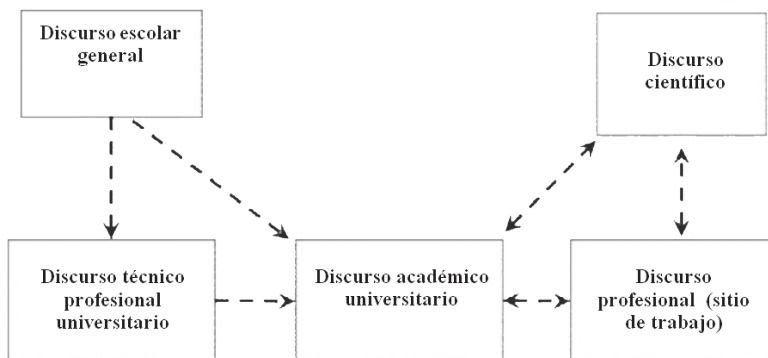 Discurso escolar
general
Discurso
científico
Discurso técnico
profesional
universitario
Discurso académico
universitario
Discurso
profesional (sitio
de trabajo)